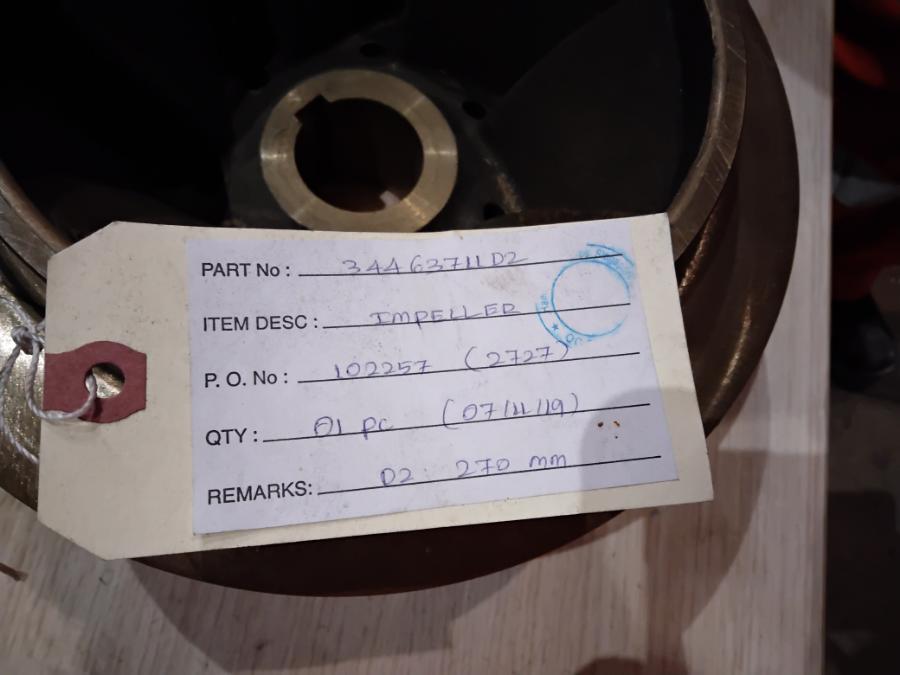 PART No : 34463711D2
ITEM DESC : IMPELLER
P. O. No : 102257 (2727)
QTY : 01 pc (07/11/19)
REMARKS: D2 270 mm